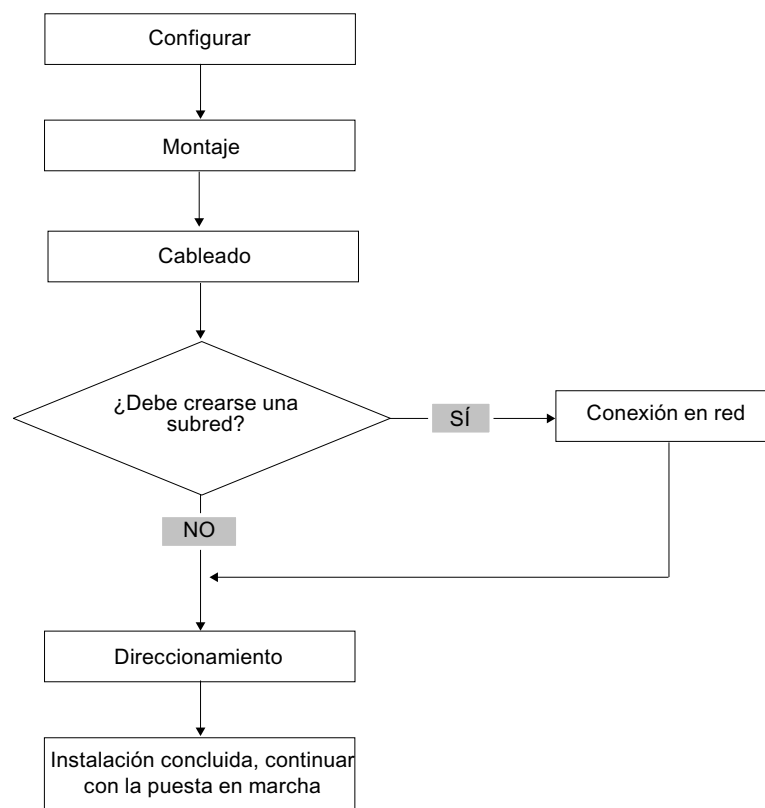 Configurar
Montaje
Cableado
¿Debe crearse una
subred?
SÍ
Conexión en red
NO
Direccionamiento
Instalación concluida, continuar
con la puesta en marcha